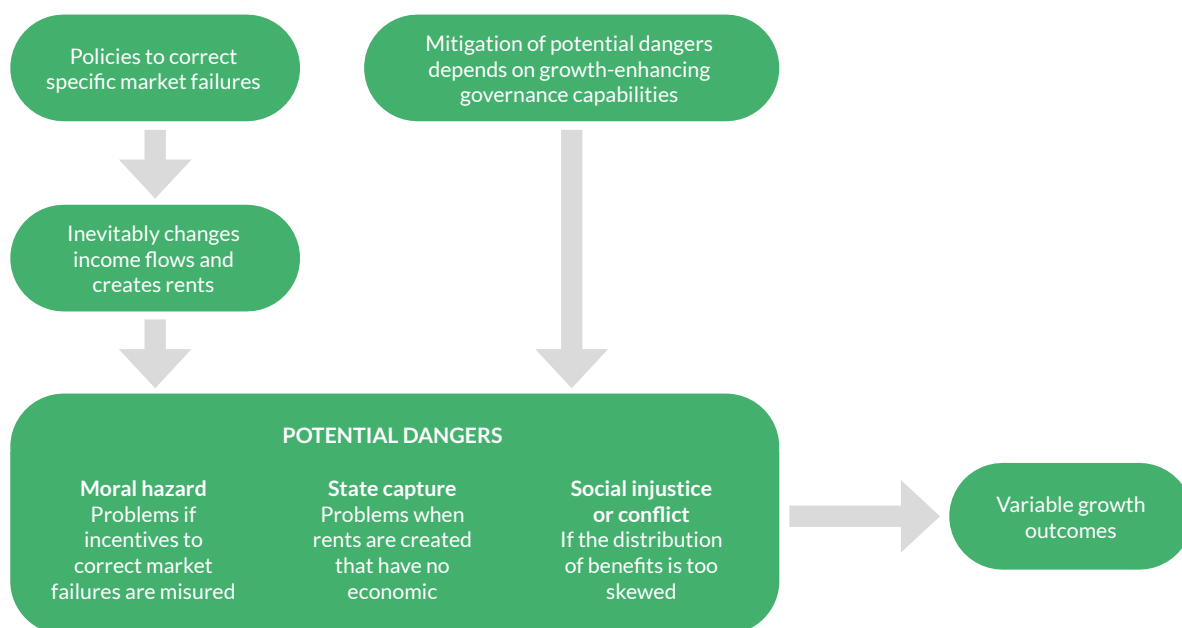 Policies to correct
specific market failures
Mitigation of potential dangers
depends on growth-enhancing
governance capabilities
Inevitably changes
income flows and
creates rents
POTENTIAL DANGERS
Moral hazard
Problems if
incentives to
correct market
failures are misured
State capture
Problems when
rents are created
that have no
economic
Social injustice
or conflict
If the distribution
of benefits is too
skewed
Variable growth
outcomes